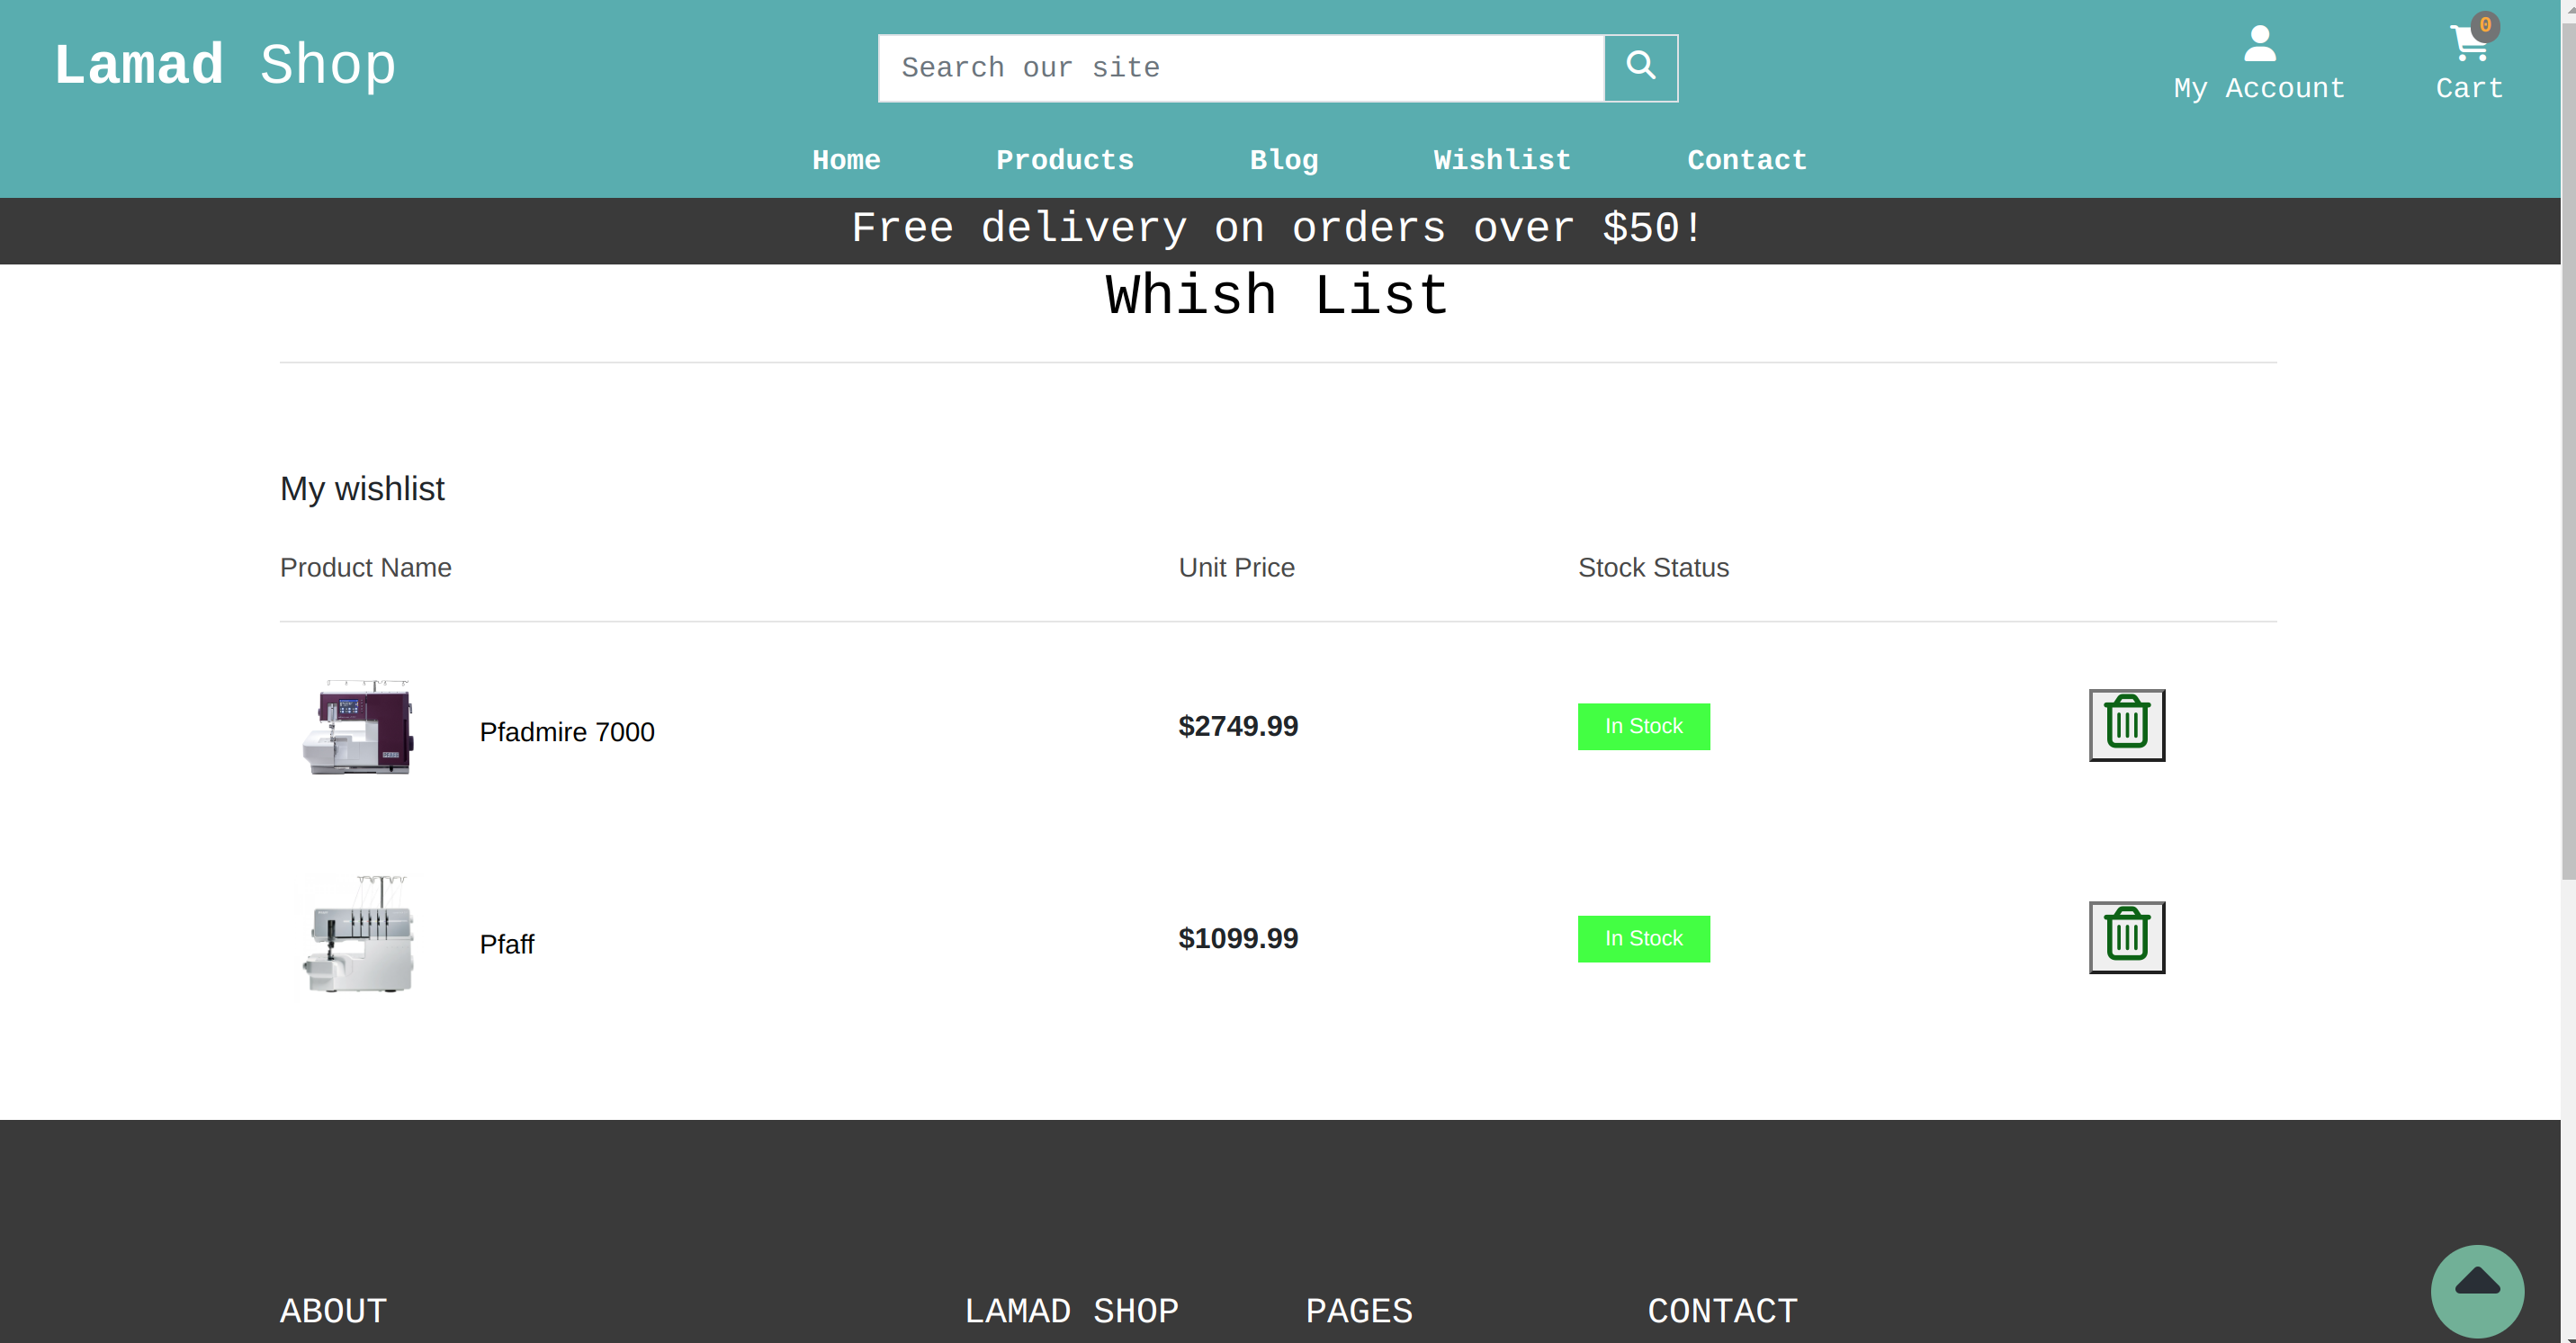 Lamad Shop
Search our site
My Account
0
Cart
Home Products Blog Wishlist Contact
Free delivery on orders over $50!
Whish List
My wishlist
Product Name Unit Price Stock Status
Pfadmire 7000 $2749.99 In Stock
Pfaff $1099.99 In Stock
ABOUT LAMAD SHOP PAGES CONTACT